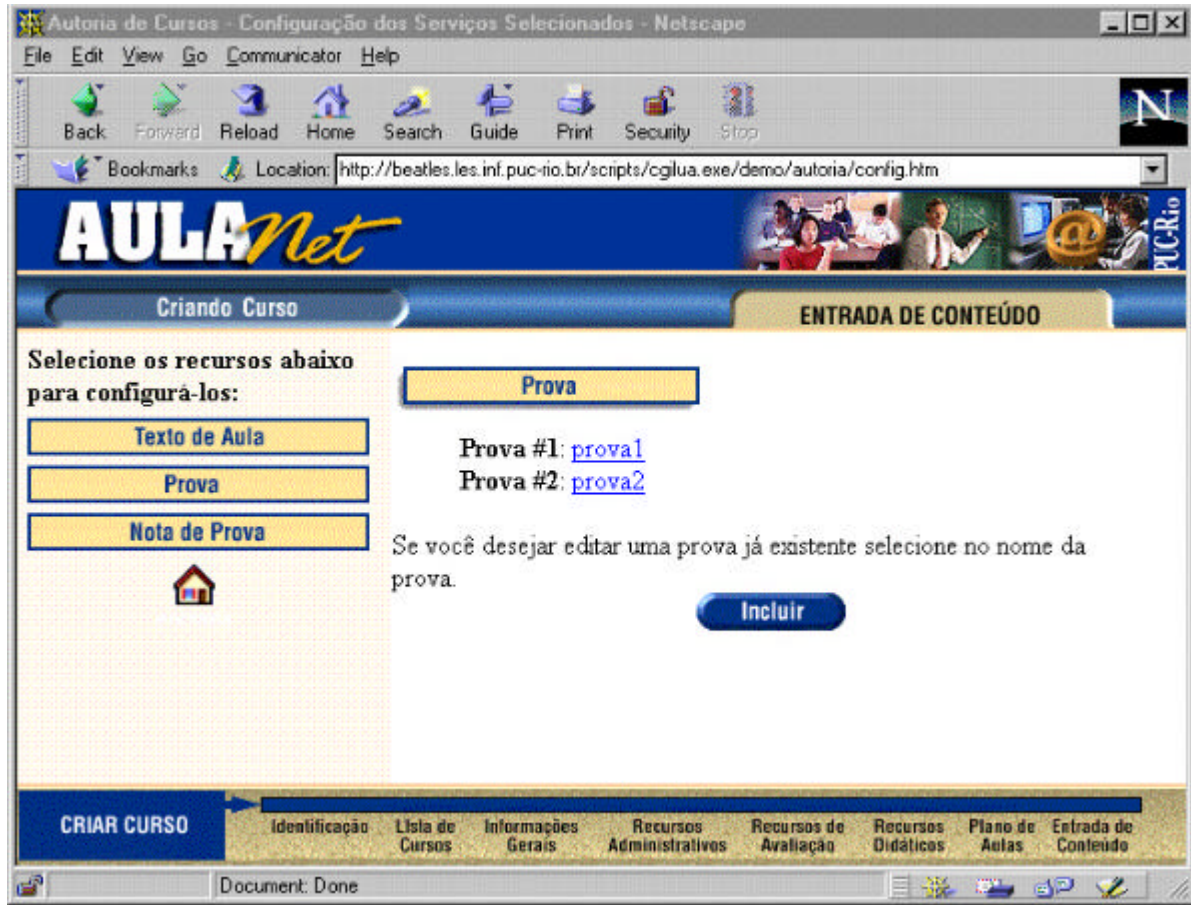 Autoria de Cursos - Configuração dos Serviços Selecionados - Netscape
File Edit View Go Communicator Help
Back Forward Reload Home Search Guide Print Security Stop
N
Bookmarks Location: http://beatles.les.inf.puc-rio.br/scripts/cgilua.exe/demo/autoria/config.htm
AULANet
@
PUC-Rio
Criando Curso
ENTRADA DE CONTEÚDO
Selecione os recursos abaixo
para configurá-los:
Texto de Aula
Prova
Nota de Prova
Prova
Prova #1: prova1
Prova #2: prova2
Se você desejar editar uma prova já existente selecione no nome da
prova.
Incluir
CRIAR CURSO
Identificação
Lista de
Cursos
Informações
Gerais
Recursos
Administrativos
Recursos de
Avaliação
Recursos
Didáticos
Plano de
Aulas
Entrada de
Conteúdo
Document: Done